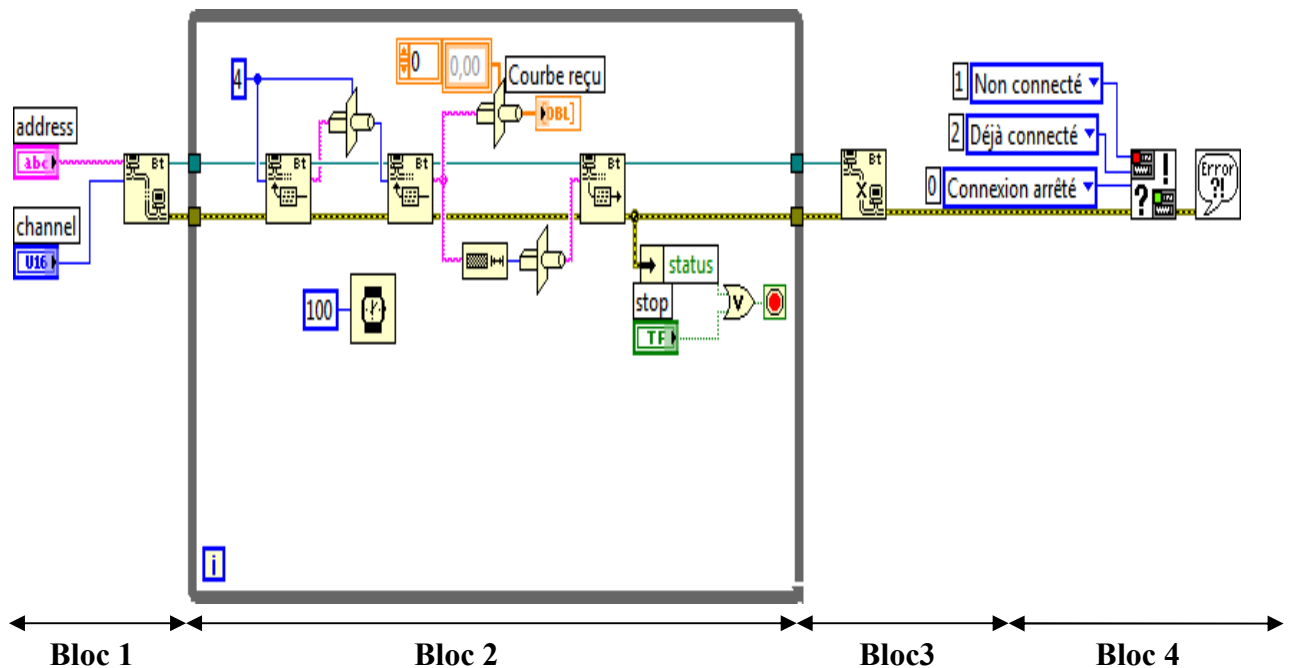 address
abc
channel
U16
Bt
4
Bt
Bt
0
0,00
Courbe reçu
DBL]
Bt
100
status
stop
TF
V
i
Bt
1 Non connecté
2 Déjà connecté
0 Connexion arrêté
! ?
Error ?!
Bloc 1
Bloc 2
Bloc3
Bloc 4